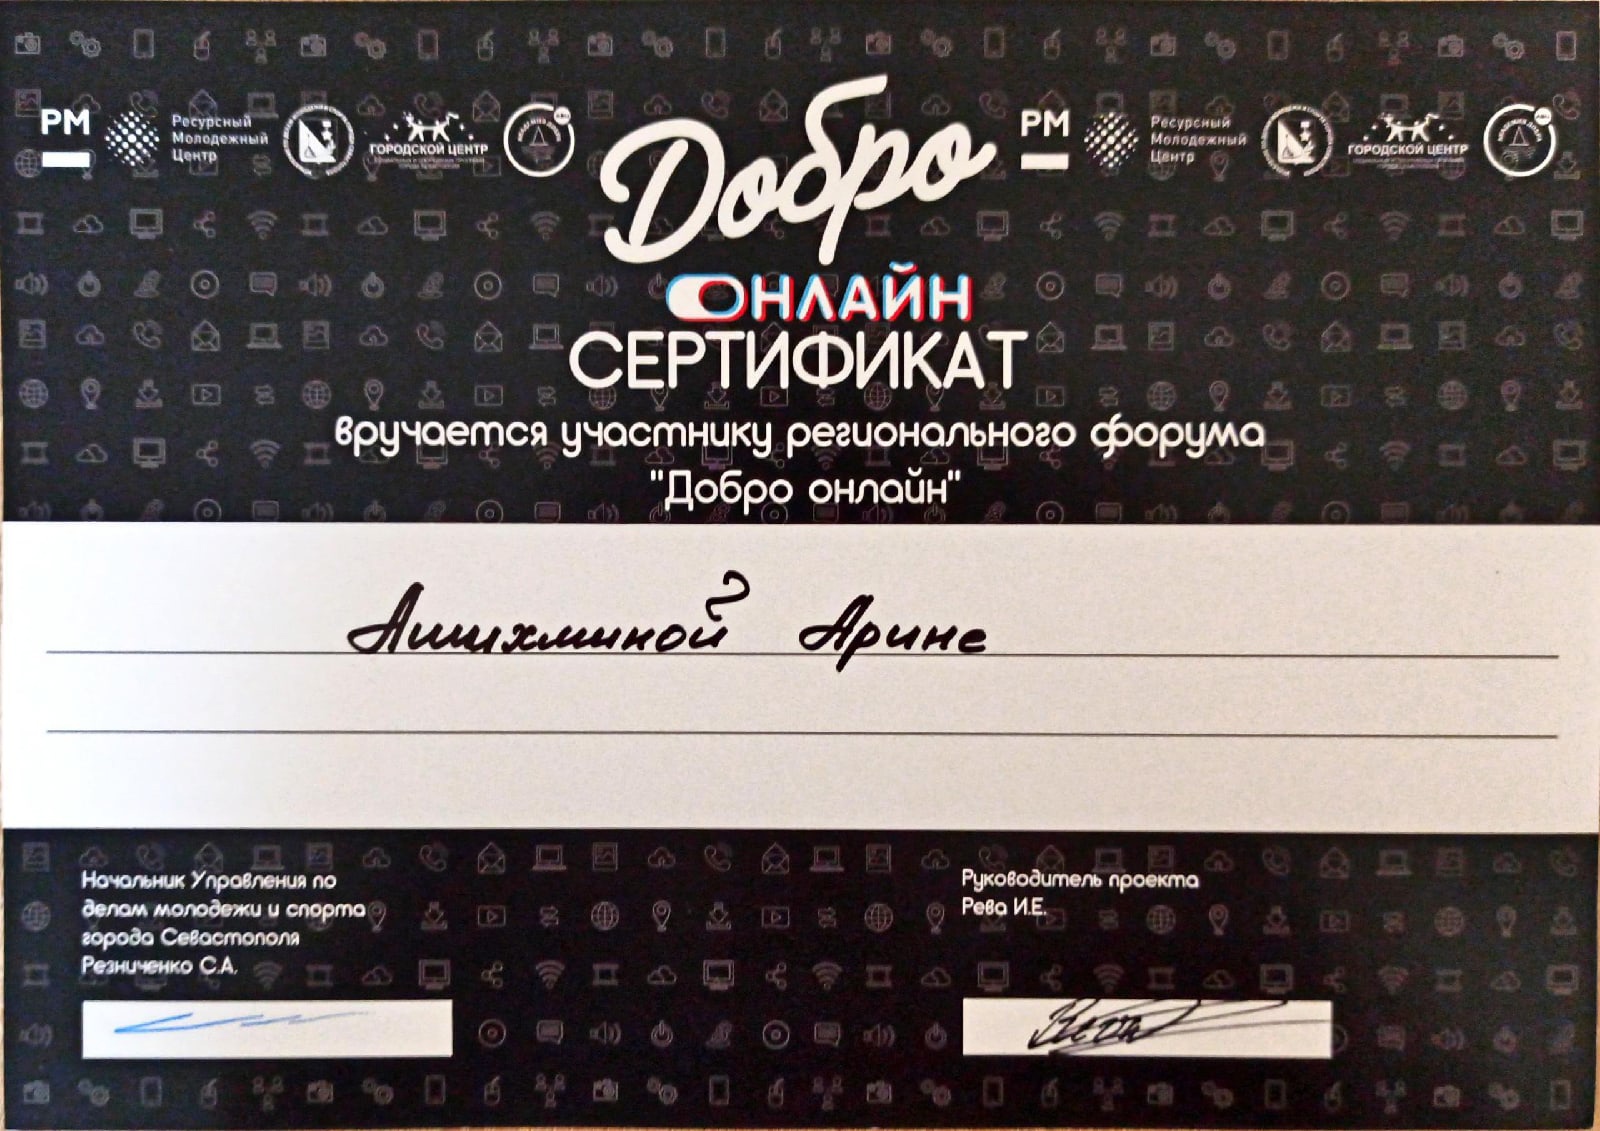 РМ
Ресурсный
Молодежный
Центр
ГОРОДСКОЙ ЦЕНТР
Добро
ОНЛАЙН
РМ
Ресурсный
Молодежный
Центр
ГОРОДСКОЙ ЦЕНТР
СЕРТИФИКАТ
вручается участнику регионального форума
"Добро онлайн"
Арине
Начальник Управления по
делам молодежи и спорта
города Севастополя
Резниченко С.А.
Руководитель проекта
Рева И.Е.